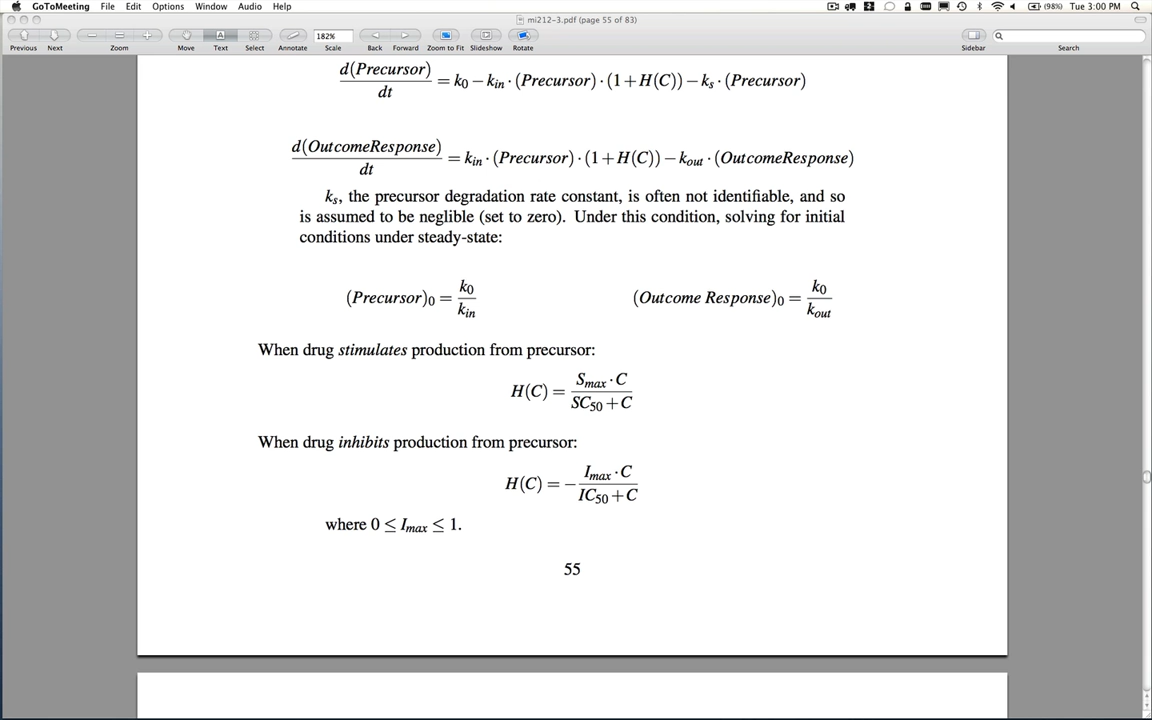 GoToMeeting File Edit Options Window Audio Help (98%) Tue 3:00 PM
mi212-3.pdf (page 55 of 83)
182%
Previous Next Zoom Move Text Select Annotate Scale Back Forward Zoom to Fit Slideshow Rotate Sidebar Search
d(Precursor)/dt = k0 − kin · (Precursor) · (1 + H(C)) − ks · (Precursor)
d(OutcomeResponse)/dt = kin · (Precursor) · (1 + H(C)) − kout · (OutcomeResponse)
ks, the precursor degradation rate constant, is often not identifiable, and so
is assumed to be neglible (set to zero). Under this condition, solving for initial
conditions under steady-state:
(Precursor)0 = k0/kin (Outcome Response)0 = k0/kout
When drug stimulates production from precursor:
H(C) = Smax · C / SC50 + C
When drug inhibits production from precursor:
H(C) = − Imax · C / IC50 + C
where 0 ≤ Imax ≤ 1.
55